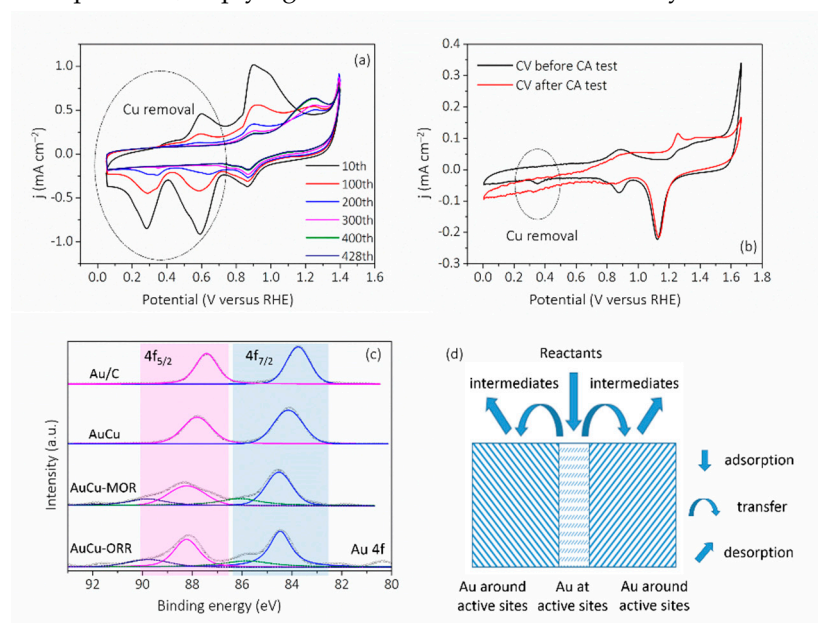 (a)
Cu removal
10th
100th
200th
300th
400th
428th
1.0
0.5
0.0
-0.5
-1.0
j (mA cm⁻²)
0.0 0.2 0.4 0.6 0.8 1.0 1.2 1.4 1.6
Potential (V versus RHE)
CV before CA test
CV after CA test
Cu removal
(b)
0.4
0.3
0.2
0.1
0.0
-0.1
-0.2
-0.3
j (mA cm⁻²)
0.0 0.2 0.4 0.6 0.8 1.0 1.2 1.4 1.6 1.8
Potential (V versus RHE)
4f5/2 4f7/2 (c)
Au/C
AuCu
AuCu-MOR
AuCu-ORR Au 4f
Intensity (a.u.)
92 90 88 86 84 82 80
Binding energy (eV)
(d)
Reactants
intermediates intermediates
adsorption
transfer
desorption
Au around active sites
Au at active sites
Au around active sites